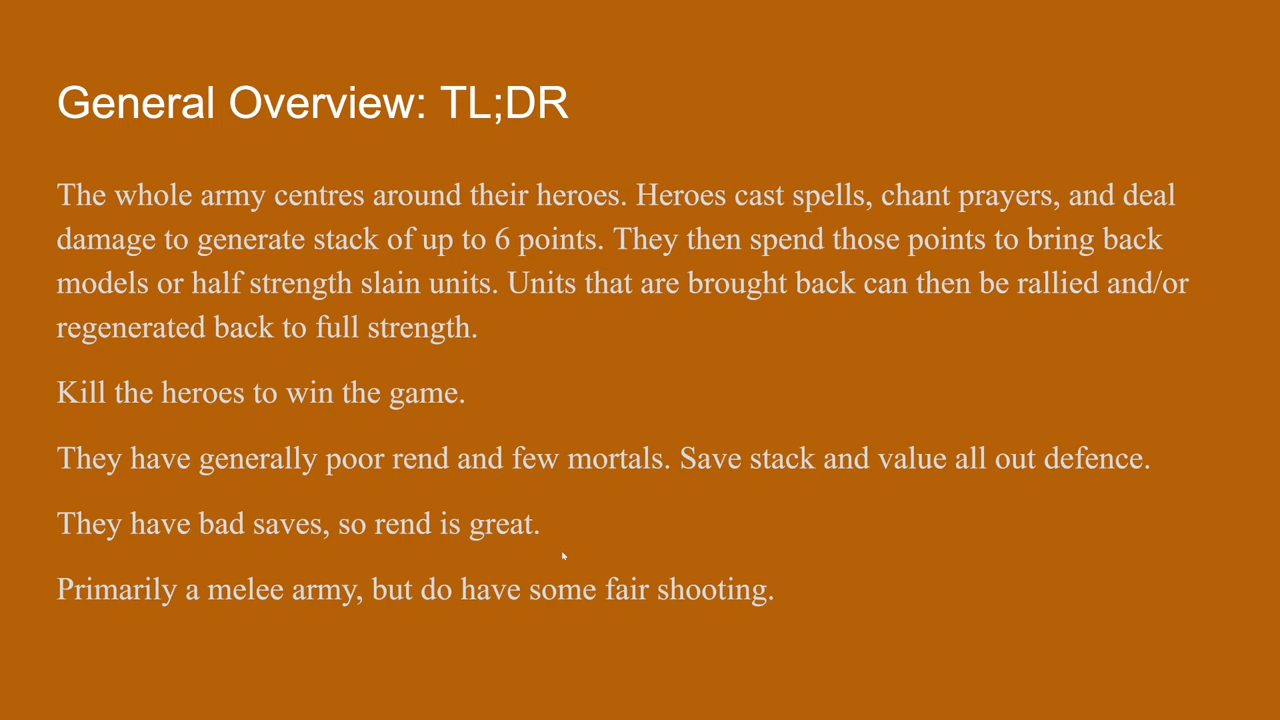 General Overview: TL;DR
The whole army centres around their heroes. Heroes cast spells, chant prayers, and deal
damage to generate stack of up to 6 points. They then spend those points to bring back
models or half strength slain units. Units that are brought back can then be rallied and/or
regenerated back to full strength.
Kill the heroes to win the game.
They have generally poor rend and few mortals. Save stack and value all out defence.
They have bad saves, so rend is great.
Primarily a melee army, but do have some fair shooting.